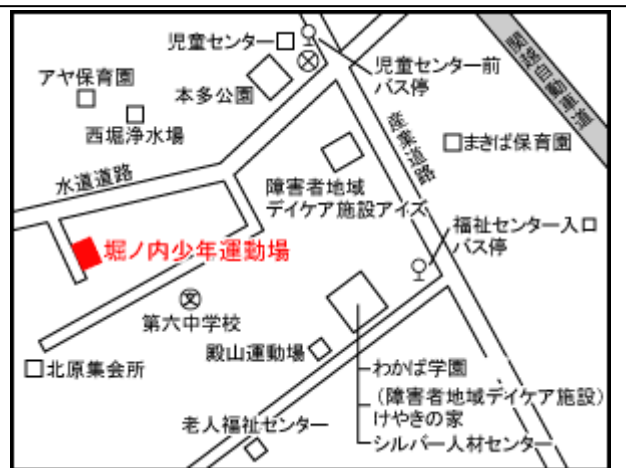 児童センター
児童センター前
バス停
関越自動車道
アヤ保育園
本多公園
西堀浄水場
産業道路
まきば保育園
水道道路
障害者地域
デイケア施設アイズ
福祉センター入口
バス停
堀ノ内少年運動場
文
第六中学校
殿山運動場
北原集会所
わかば学園
（障害者地域デイケア施設）
けやきの家
シルバー人材センター
老人福祉センター